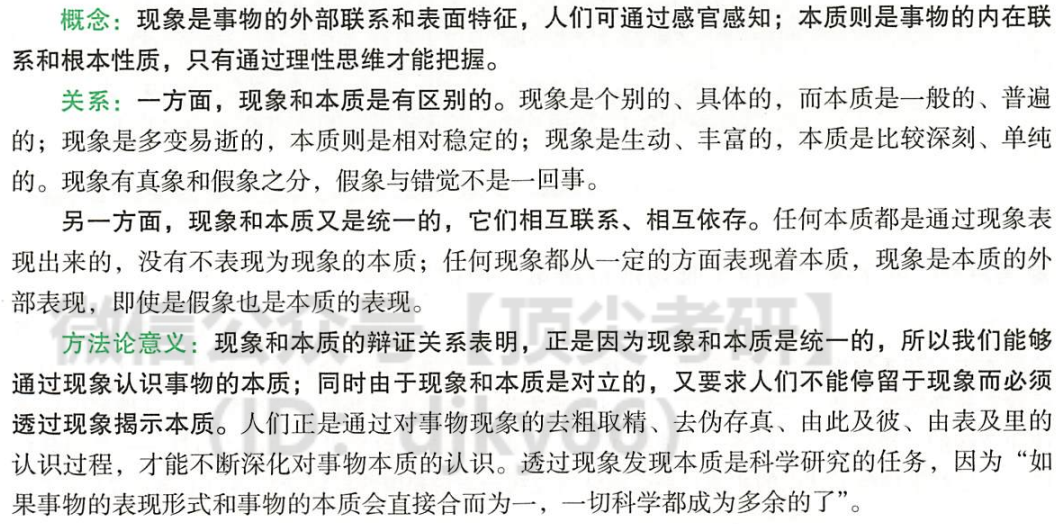 概念：现象是事物的外部联系和表面特征，人们可通过感官感知；本质则是事物的内在联
系和根本性质，只有通过理性思维才能把握。
关系：一方面，现象和本质是有区别的。现象是个别的、具体的，而本质是一般的、普遍
的；现象是多变易逝的，本质则是相对稳定的；现象是生动、丰富的，本质是比较深刻、单纯
的。现象有真象和假象之分，假象与错觉不是一回事。
另一方面，现象和本质又是统一的，它们相互联系、相互依存。任何本质都是通过现象表
现出来的，没有不表现为现象的本质；任何现象都从一定的方面表现着本质，现象是本质的外
部表现，即使是假象也是本质的表现。
微信公众号【顶尖考研】
方法论意义：现象和本质的辩证关系表明，正是因为现象和本质是统一的，所以我们能够
通过现象认识事物的本质；同时由于现象和本质是对立的，又要求人们不能停留于现象而必须
透过现象揭示本质。人们正是通过对事物现象的去粗取精、去伪存真、由此及彼、由表及里的
(ID: djky66)
认识过程，才能不断深化对事物本质的认识。透过现象发现本质是科学研究的任务，因为“如
果事物的表现形式和事物的本质会直接合而为一，一切科学都成为多余的了”。